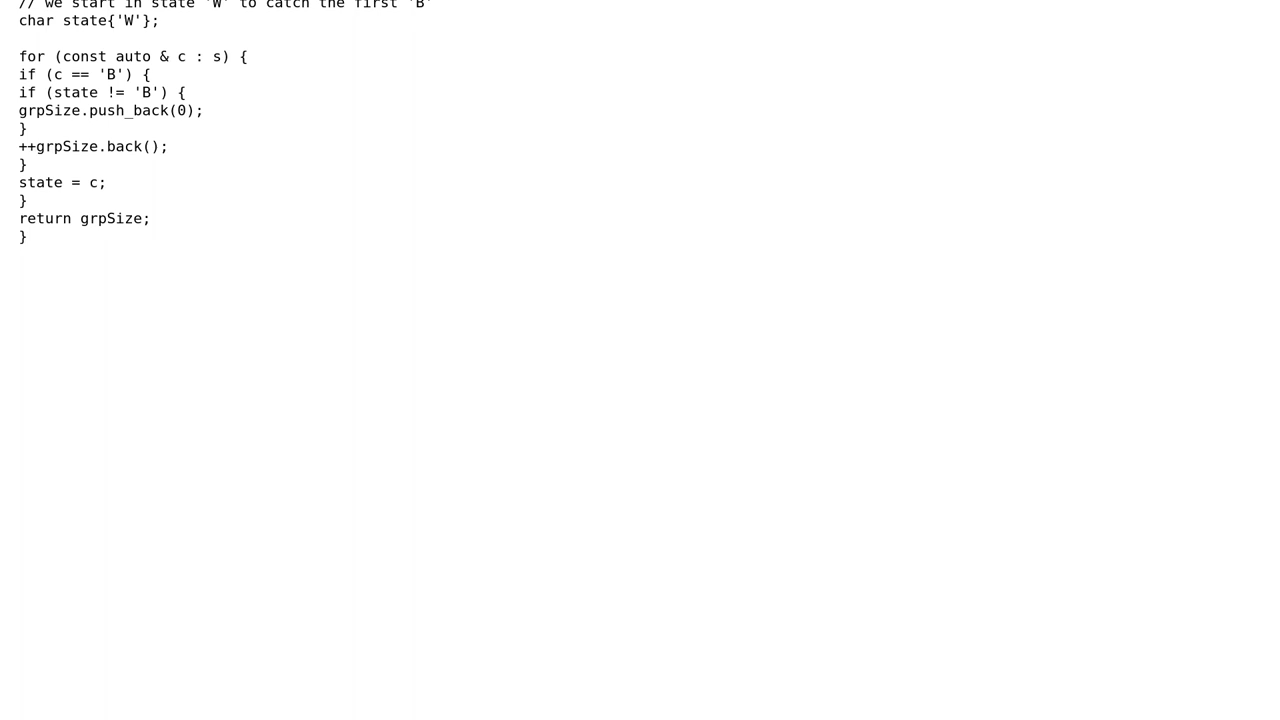 // we start in state 'W' to catch the first 'B'
char state{'W'};

for (const auto & c : s) {
if (c == 'B') {
if (state != 'B') {
grpSize.push_back(0);
}
++grpSize.back();
}
state = c;
}
return grpSize;
}